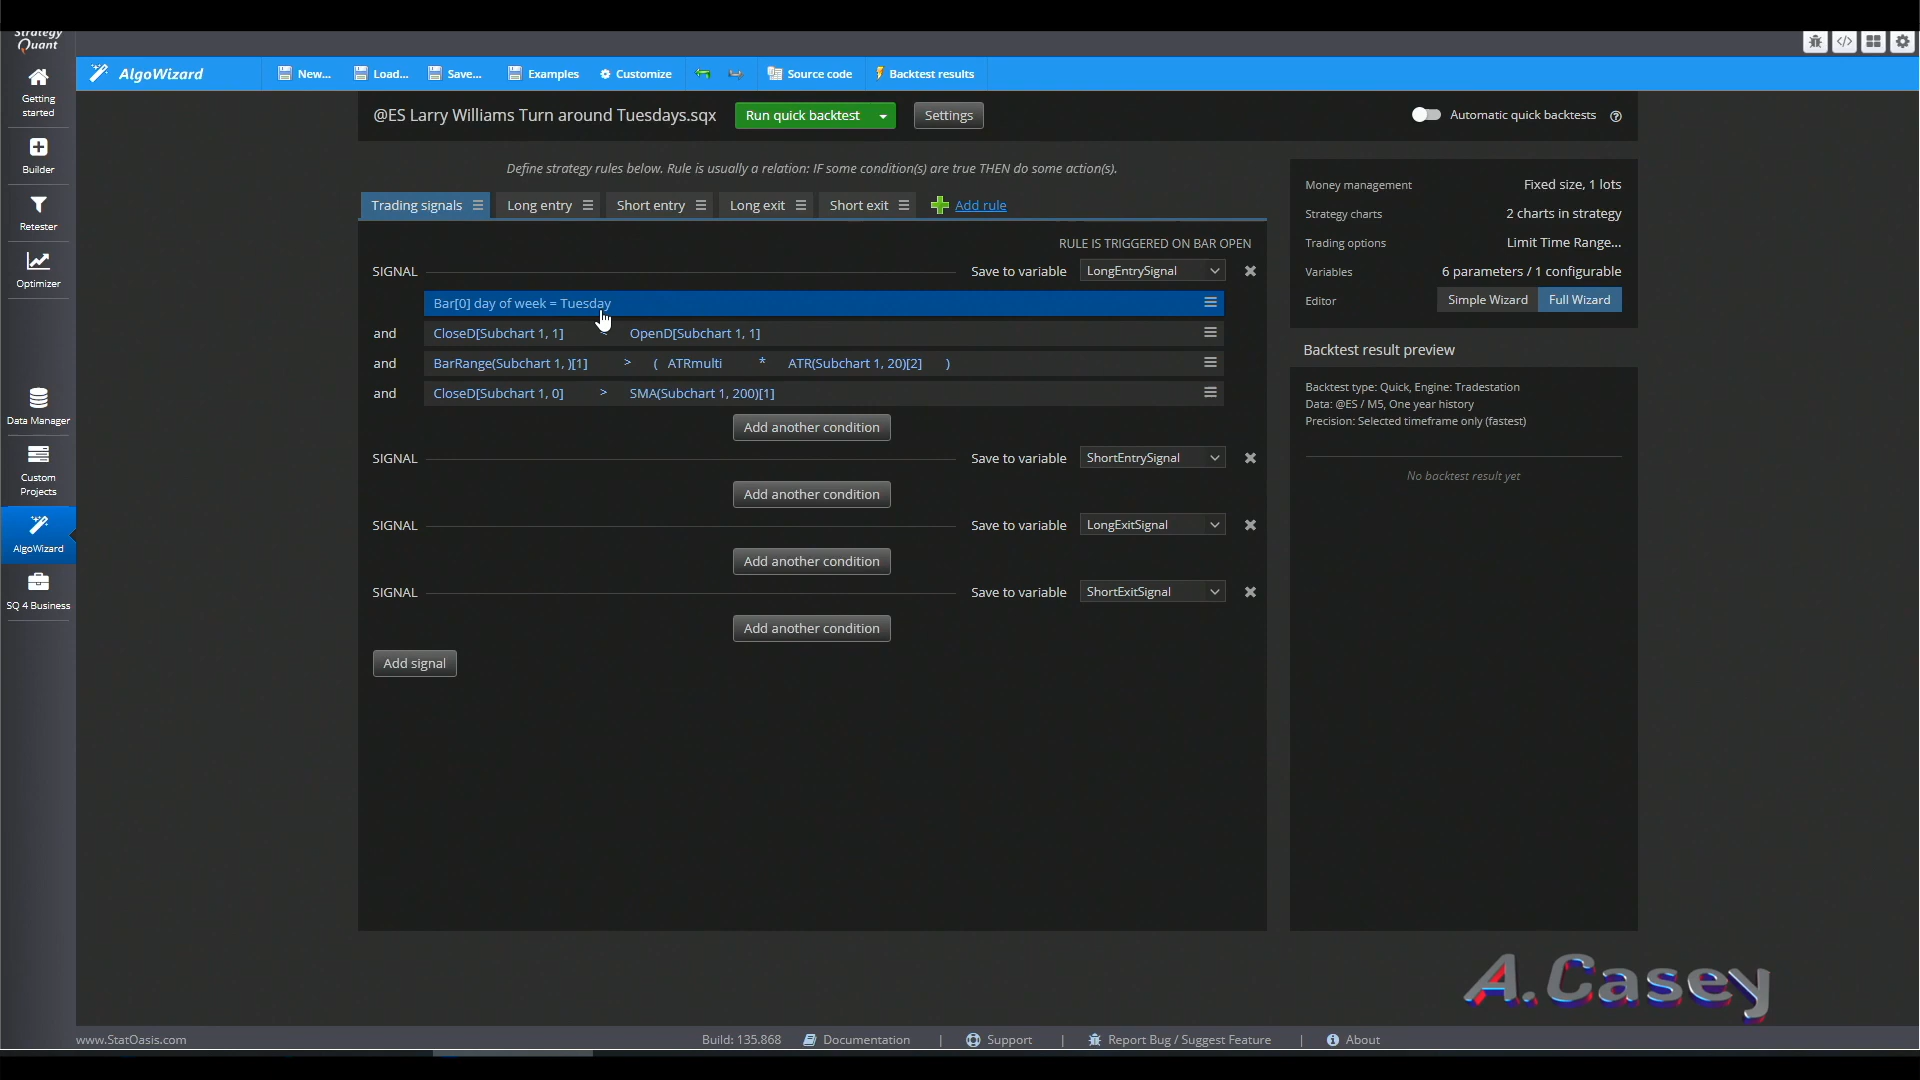 Strategy
Quant
AlgoWizard
New...
Load...
Save...
Examples
Customize
Source code
Backtest results
Getting
started
Builder
Retester
Optimizer
Data Manager
Custom
Projects
AlgoWizard
SQ 4 Business
@ES Larry Williams Turn around Tuesdays.sqx
Run quick backtest
Settings
Automatic quick backtests
Define strategy rules below. Rule is usually a relation: IF some condition(s) are true THEN do some action(s).
Trading signals
Long entry
Short entry
Long exit
Short exit
Add rule
RULE IS TRIGGERED ON BAR OPEN
SIGNAL Save to variable LongEntrySignal
Bar[0] day of week = Tuesday
and CloseD[Subchart 1, 1] < OpenD[Subchart 1, 1]
and BarRange(Subchart 1, )[1] > ( ATRmulti * ATR(Subchart 1, 20)[2] )
and CloseD[Subchart 1, 0] > SMA(Subchart 1, 200)[1]
Add another condition
SIGNAL Save to variable ShortEntrySignal
Add another condition
SIGNAL Save to variable LongExitSignal
Add another condition
SIGNAL Save to variable ShortExitSignal
Add another condition
Add signal
Money management Fixed size, 1 lots
Strategy charts 2 charts in strategy
Trading options Limit Time Range...
Variables 6 parameters / 1 configurable
Editor Simple Wizard Full Wizard
Backtest result preview
Backtest type: Quick, Engine: Tradestation
Data: @ES / M5, One year history
Precision: Selected timeframe only (fastest)
No backtest result yet
A.Casey
www.StatOasis.com
Build: 135.868
Documentation | Support | Report Bug / Suggest Feature | About